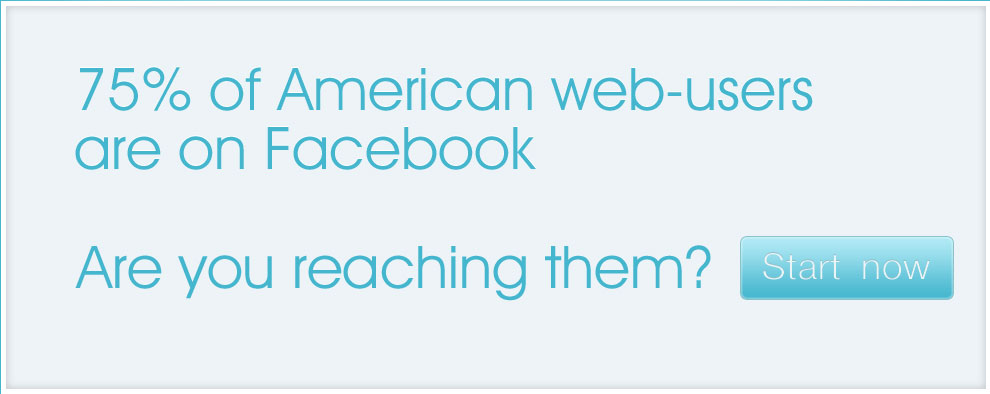 75% of American web-users
are on Facebook
Are you reaching them?
Start now